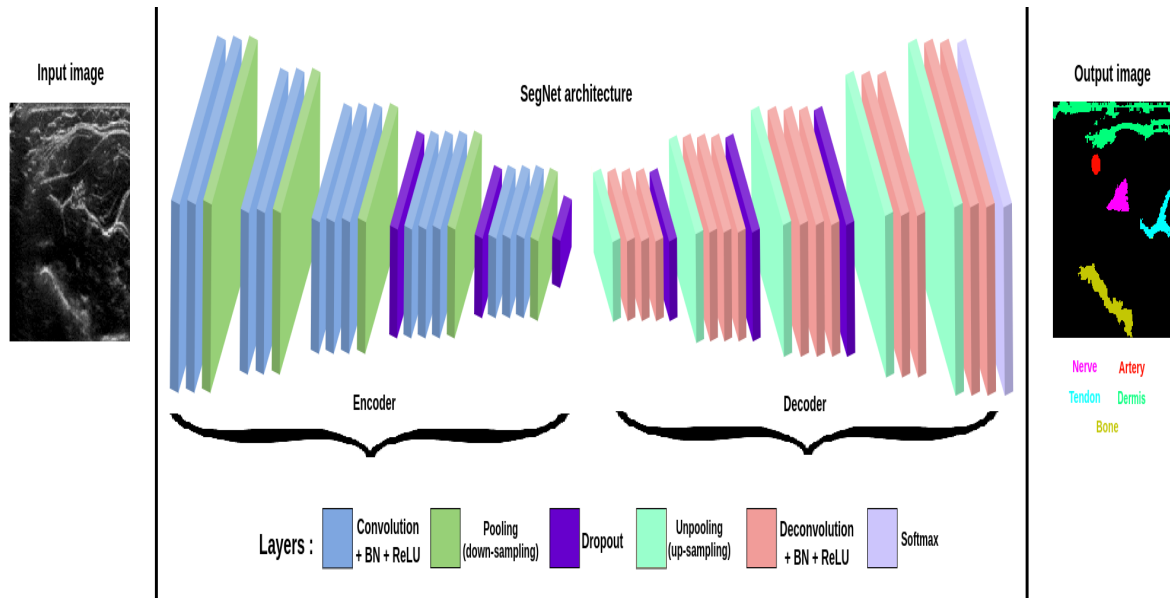 Input image
SegNet architecture
Output image
Encoder
Decoder
Nerve Artery
Tendon Dermis
Bone
Layers :
Convolution
+ BN + ReLU
Pooling
(down-sampling)
Dropout
Unpooling
(up-sampling)
Deconvolution
+ BN + ReLU
Softmax